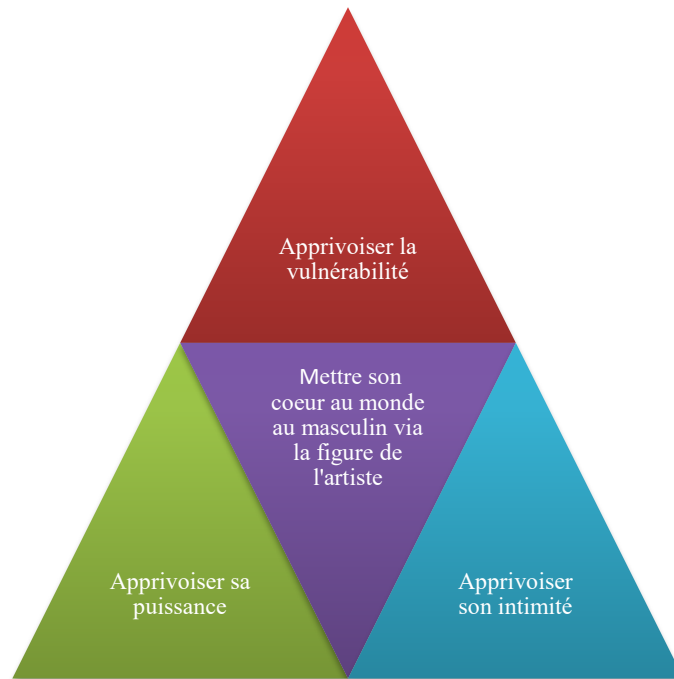 Apprivoiser la
vulnérabilité
Mettre son
coeur au monde
au masculin via
la figure de
l'artiste
Apprivoiser sa
puissance
Apprivoiser
son intimité